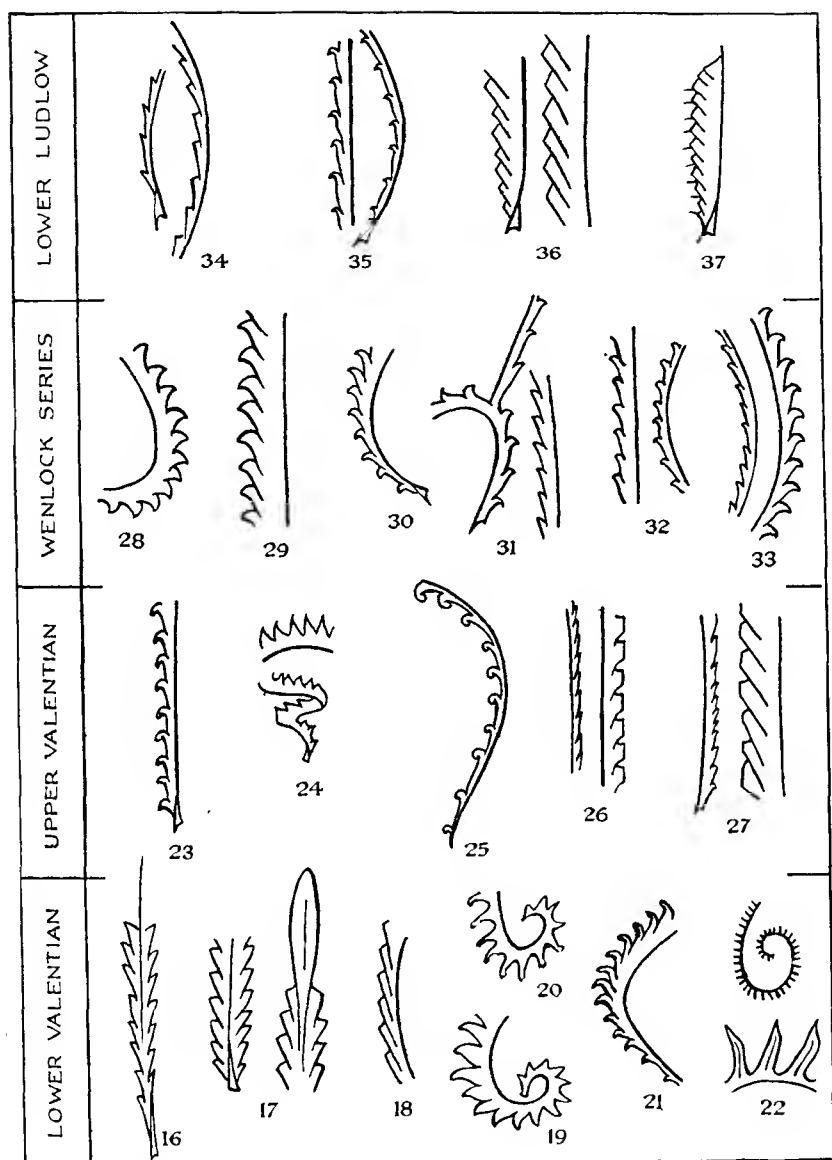 LOWER LUDLOW
34 35 36 37
WENLOCK SERIES
28 29 30 31 32 33
UPPER VALENTIAN
23 24 25 26 27
LOWER VALENTIAN
16 17 18 19 20 21 22